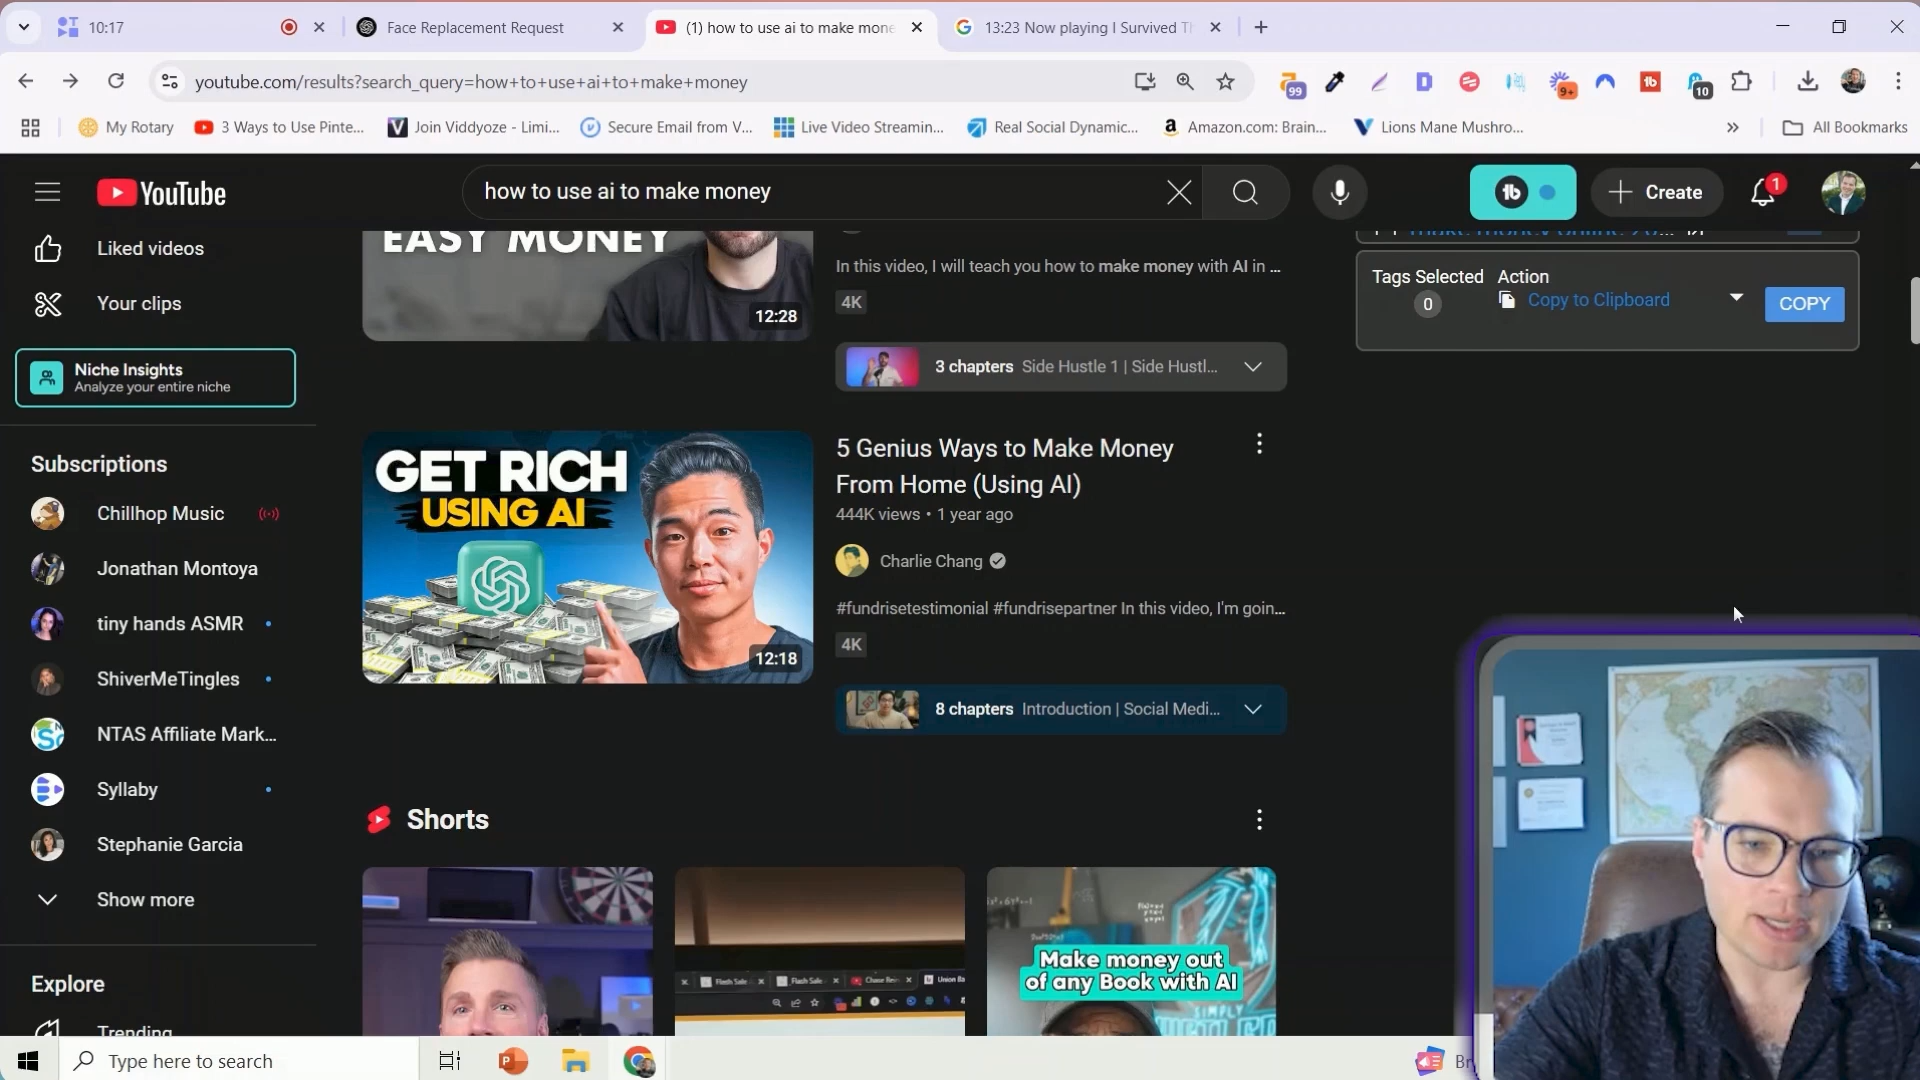 10:17
Face Replacement Request
(1) how to use ai to make mone
13:23 Now playing I Survived Th
youtube.com/results?search_query=how+to+use+ai+to+make+money
99
9+
10
My Rotary
3 Ways to Use Pinte...
Join Viddyoze - Limi...
Secure Email from V...
Live Video Streamin...
Real Social Dynamic...
Amazon.com: Brain...
Lions Mane Mushro...
All Bookmarks
YouTube
how to use ai to make money
Create
1
Liked videos
Your clips
Niche Insights
Analyze your entire niche
Subscriptions
Chillhop Music
Jonathan Montoya
tiny hands ASMR
ShiverMeTingles
NTAS Affiliate Mark...
Syllaby
Stephanie Garcia
Show more
Explore
Trending
EASY MONEY
12:28
In this video, I will teach you how to make money with AI in ...
4K
3 chapters Side Hustle 1 | Side Hustl...
GET RICH
USING AI
12:18
5 Genius Ways to Make Money
From Home (Using AI)
444K views • 1 year ago
Charlie Chang
#fundrisetestimonial #fundrisepartner In this video, I'm goin...
4K
8 chapters Introduction | Social Medi...
Tags Selected
0
Action
Copy to Clipboard
COPY
Shorts
Make money out
of any Book with AI
SIMPLY
Type here to search